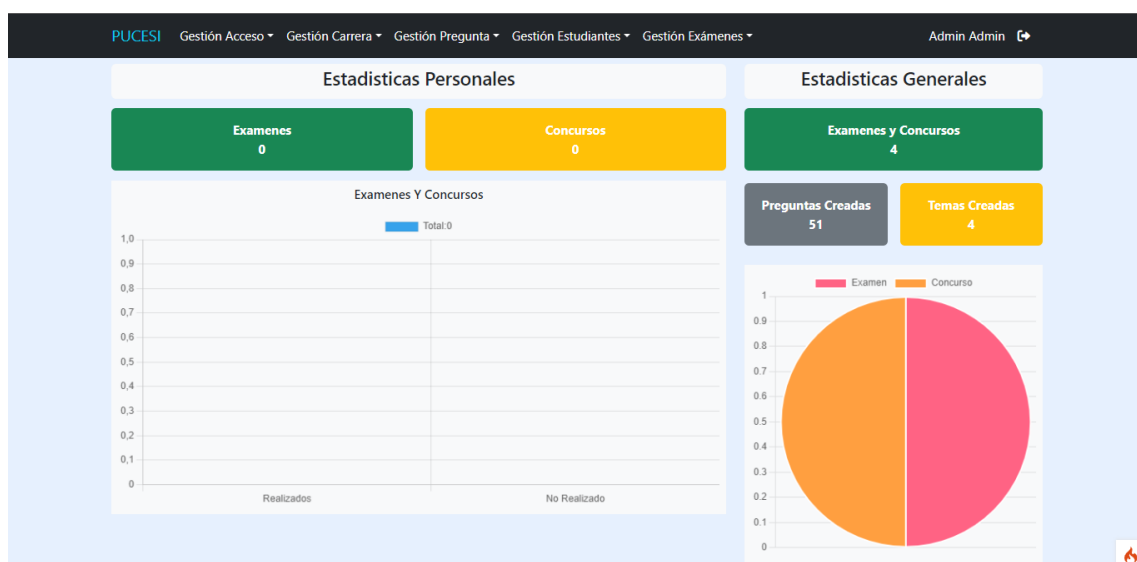 PUCESI Gestión Acceso Gestión Carrera Gestión Pregunta Gestión Estudiantes Gestión Exámenes Admin Admin
Estadisticas Personales
Examenes
0
Concursos
0
Examenes Y Concursos
Total:0
1,0
0,9
0,8
0,7
0,6
0,5
0,4
0,3
0,2
0,1
0
Realizados No Realizado
Estadisticas Generales
Examenes y Concursos
4
Preguntas Creadas
51
Temas Creadas
4
Examen Concurso
1
0.9
0.8
0.7
0.6
0.5
0.4
0.3
0.2
0.1
0